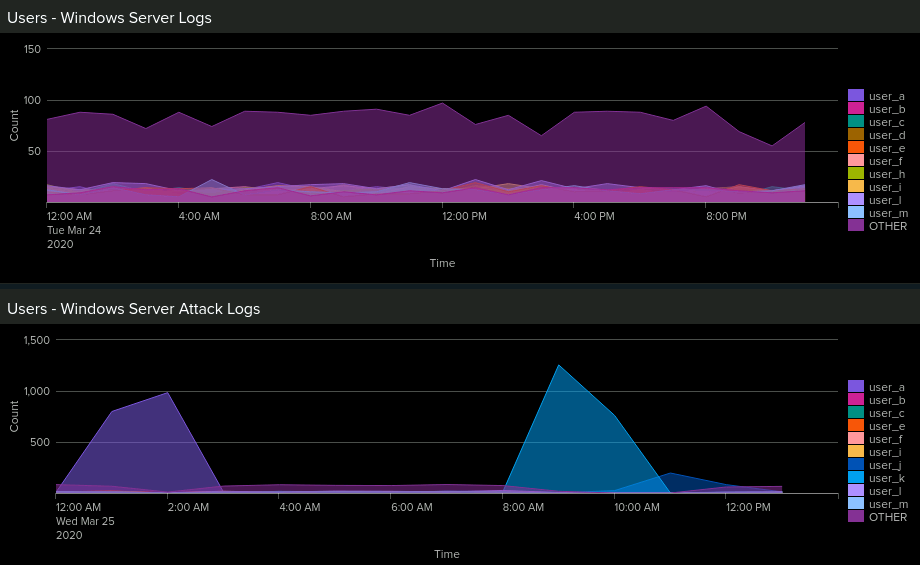 Users - Windows Server Logs
150
100
50
Count
12:00 AM
Tue Mar 24
2020
4:00 AM
8:00 AM
12:00 PM
4:00 PM
8:00 PM
Time
user_a
user_b
user_c
user_d
user_e
user_f
user_h
user_i
user_l
user_m
OTHER
Users - Windows Server Attack Logs
1,500
1,000
500
Count
12:00 AM
Wed Mar 25
2020
2:00 AM
4:00 AM
6:00 AM
8:00 AM
10:00 AM
12:00 PM
Time
user_a
user_b
user_c
user_e
user_f
user_i
user_j
user_k
user_l
user_m
OTHER